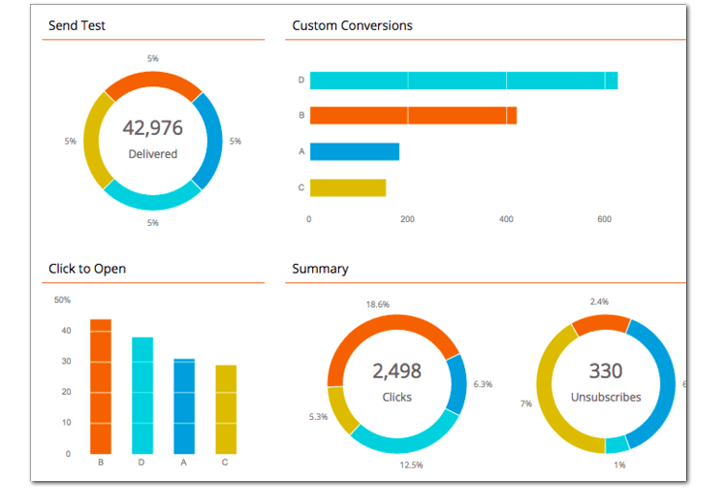 Send Test
5%
5%
5%
5%
42,976
Delivered
Custom Conversions
D
B
A
C
0 200 400 600
Click to Open
50%
40
30
20
10
0
B D A C
Summary
18.6%
6.3%
5.3%
12.5%
2,498
Clicks
2.4%
7%
1%
330
Unsubscribes